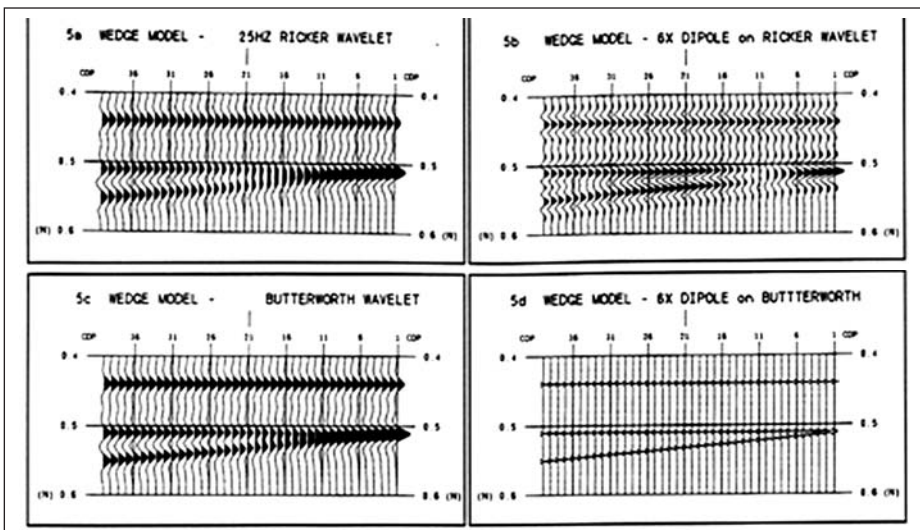 5a WEDGE MODEL - 25HZ RICKER WAVELET
CDP 36 31 26 21 16 11 6 1 CDP
0.4 0.4
0.5 0.5
(N) 0.6 0.6 (N)
5b WEDGE MODEL - 6X DIPOLE on RICKER WAVELET
CDP 36 31 26 21 16 11 6 1 CDP
0.4 0.4
0.5 0.5
(N) 0.6 0.6 (N)
5c WEDGE MODEL - BUTTERWORTH WAVELET
CDP 36 31 26 21 16 11 6 1 CDP
0.4 0.4
0.5 0.5
(N) 0.6 0.6 (N)
5d WEDGE MODEL - 6X DIPOLE on BUTTTERWORTH
CDP 36 31 26 21 16 11 6 1 CDP
0.4 0.4
0.5 0.5
(N) 0.6 0.6 (N)